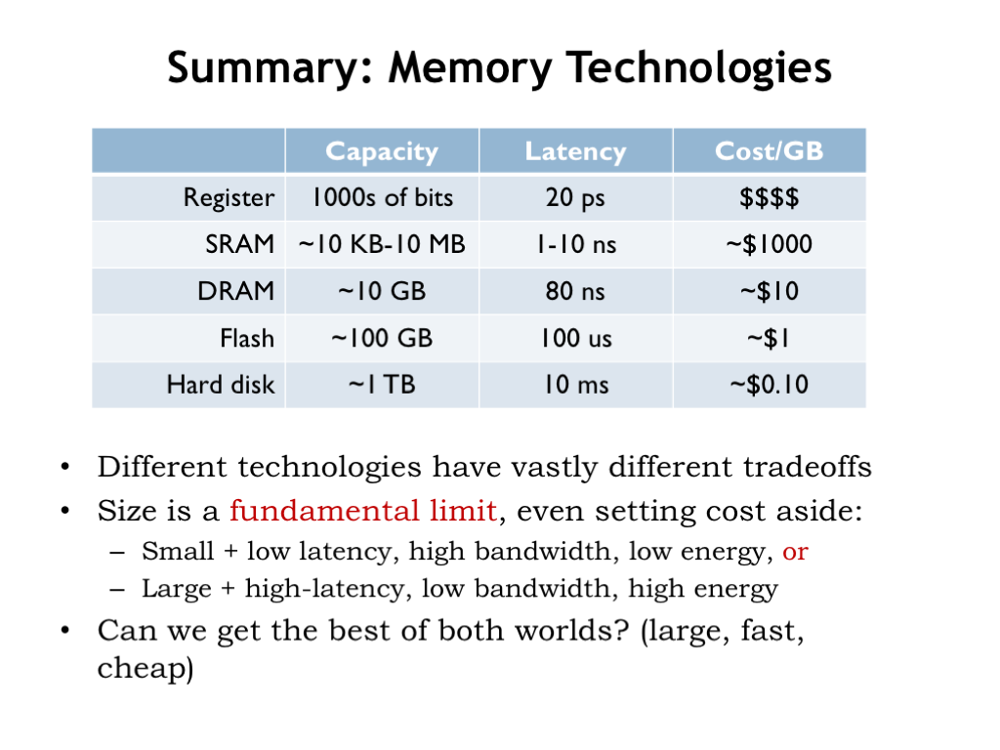 Summary: Memory Technologies
Capacity Latency Cost/GB
Register 1000s of bits 20 ps $$$$
SRAM ~10 KB-10 MB 1-10 ns ~$1000
DRAM ~10 GB 80 ns ~$10
Flash ~100 GB 100 us ~$1
Hard disk ~1 TB 10 ms ~$0.10
• Different technologies have vastly different tradeoffs
• Size is a fundamental limit, even setting cost aside:
– Small + low latency, high bandwidth, low energy, or
– Large + high-latency, low bandwidth, high energy
• Can we get the best of both worlds? (large, fast,
cheap)